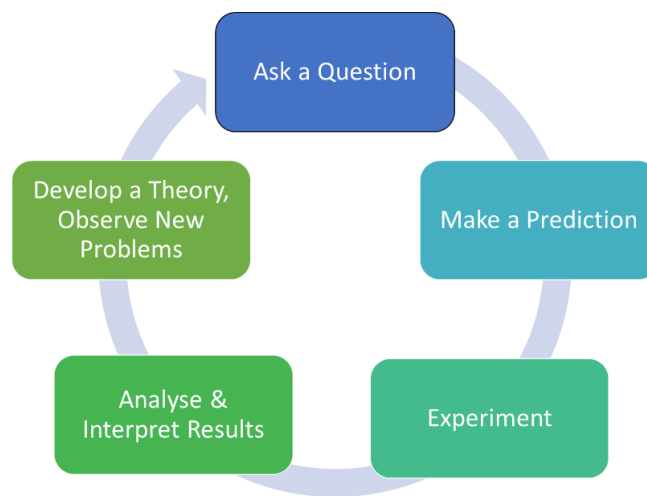 Ask a Question
Make a Prediction
Experiment
Analyse &
Interpret Results
Develop a Theory,
Observe New
Problems